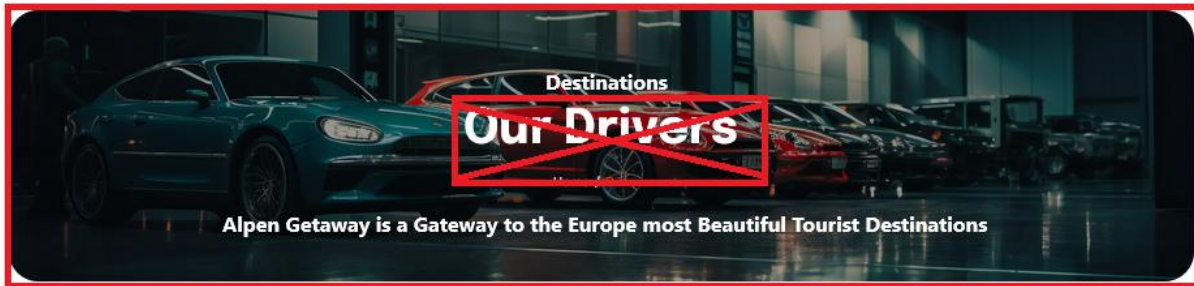 Destinations
Our Drivers
Alpen Getaway is a Gateway to the Europe most Beautiful Tourist Destinations